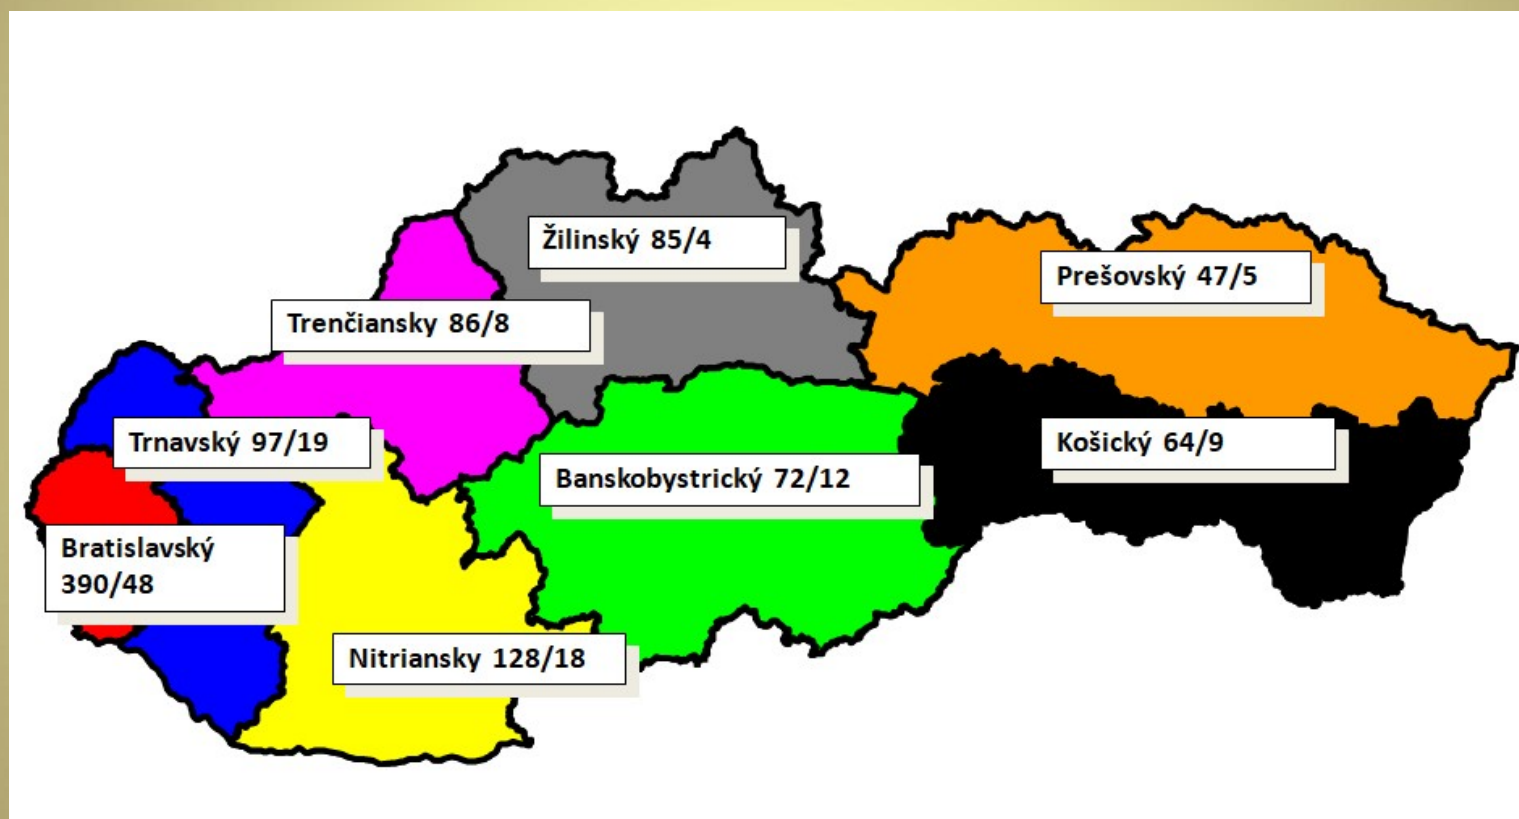 Žilinský 85/4
Prešovský 47/5
Trenčiansky 86/8
Trnavský 97/19
Košický 64/9
Banskobystrický 72/12
Bratislavský
390/48
Nitriansky 128/18